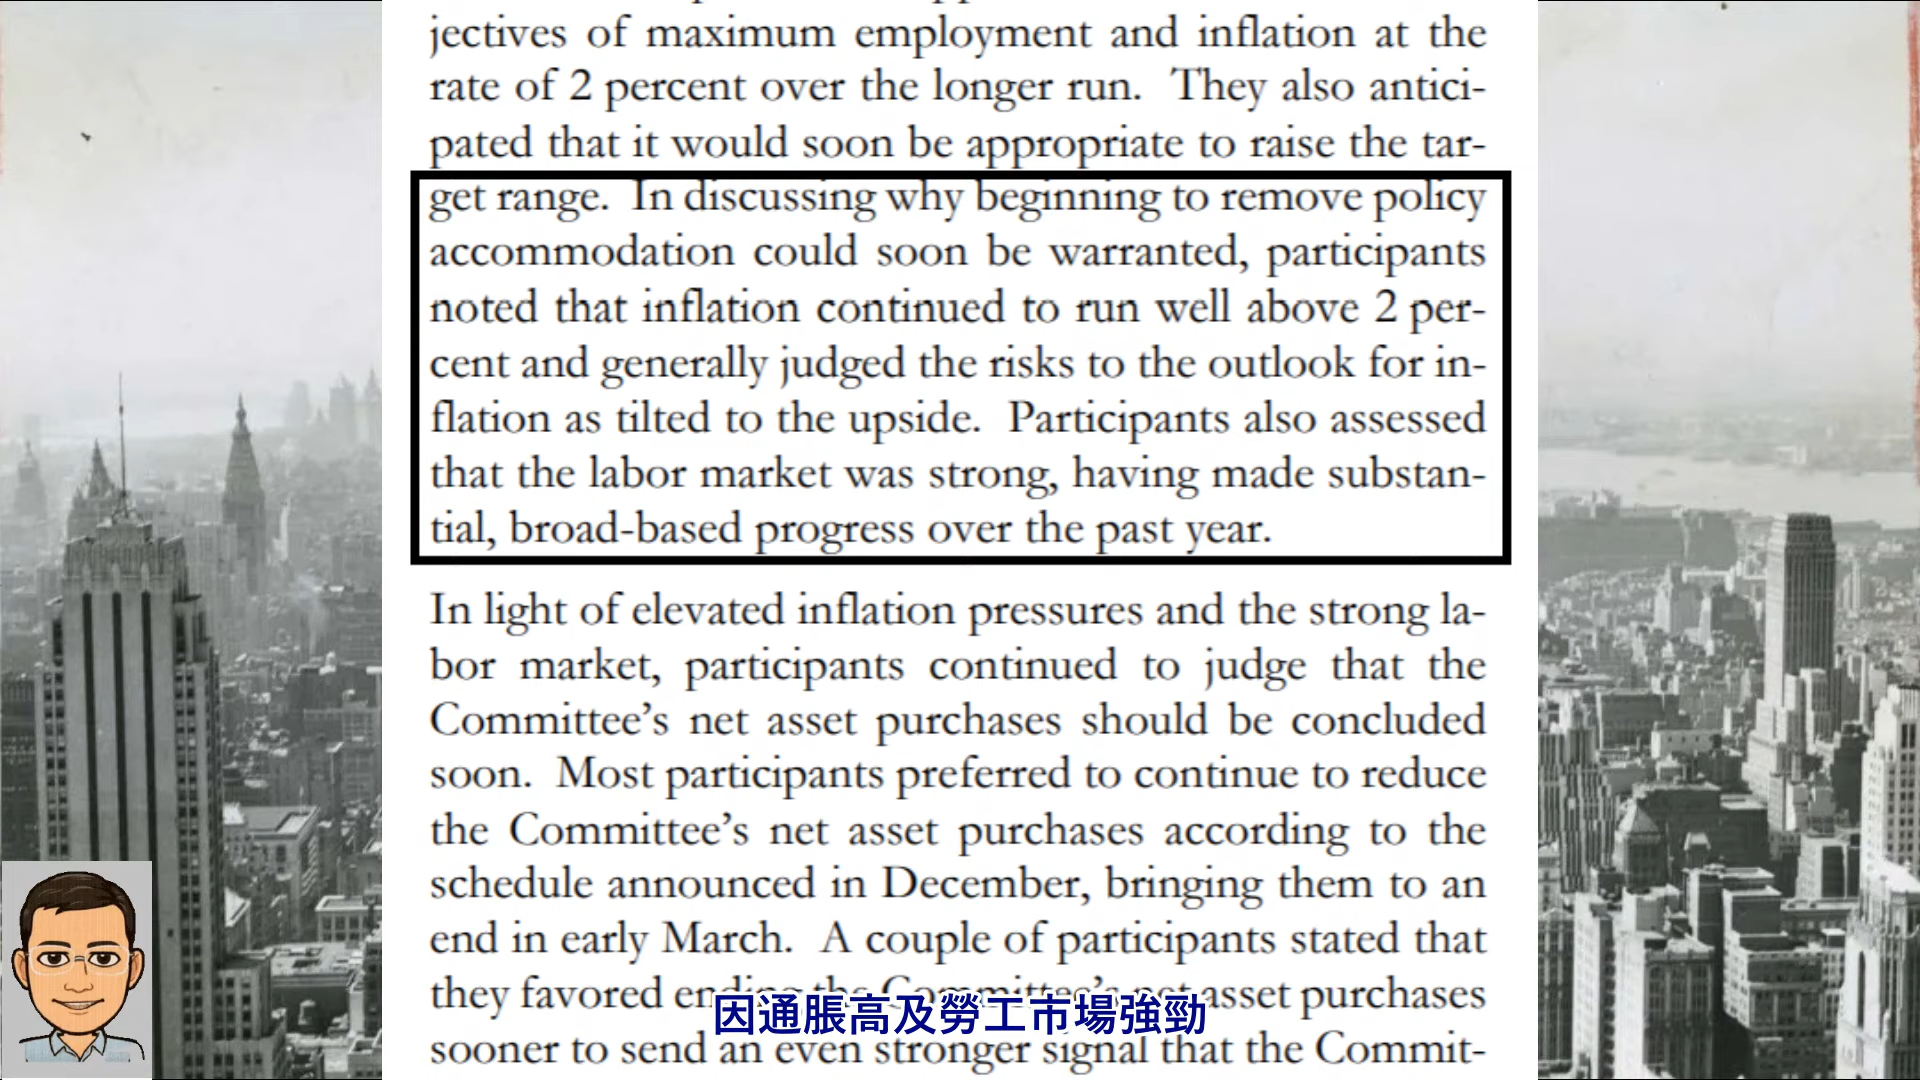 jectives of maximum employment and inflation at the
rate of 2 percent over the longer run. They also antici-
pated that it would soon be appropriate to raise the tar-
get range. In discussing why beginning to remove policy
accommodation could soon be warranted, participants
noted that inflation continued to run well above 2 per-
cent and generally judged the risks to the outlook for in-
flation as tilted to the upside. Participants also assessed
that the labor market was strong, having made substan-
tial, broad-based progress over the past year.
In light of elevated inflation pressures and the strong la-
bor market, participants continued to judge that the
Committee's net asset purchases should be concluded
soon. Most participants preferred to continue to reduce
the Committee's net asset purchases according to the
schedule announced in December, bringing them to an
end in early March. A couple of participants stated that
they favored ending the Committee's net asset purchases
因通脹高及勞工市場強勁
sooner to send an even stronger signal that the Commit-